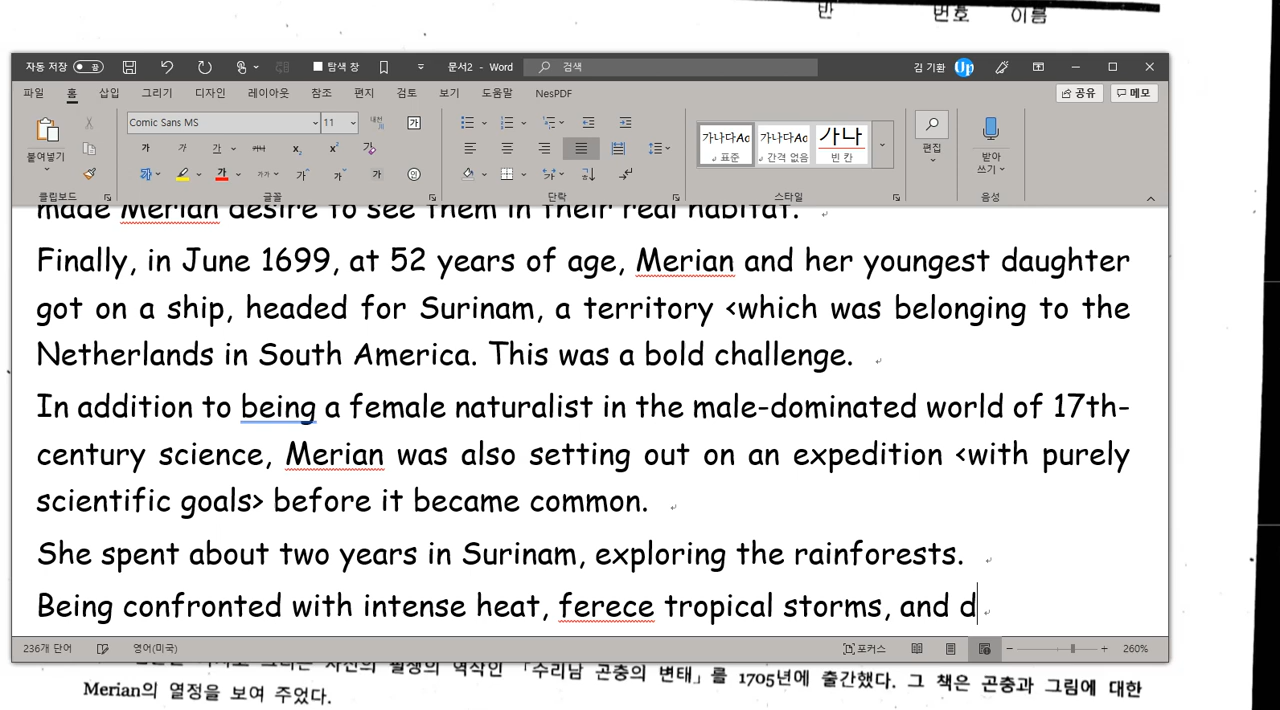 반 번호 이름
자동 저장 끔 탐색 창 문서2 - Word 검색 김 기환 Up
파일 홈 삽입 그리기 디자인 레이아웃 참조 편지 검토 보기 도움말 NesPDF 공유 메모
Comic Sans MS 11
가나다Ac 가나다Ac 가나
붙여넣기 표준 간격 없음 빈 칸 편집 받아쓰기
클립보드 글꼴 단락 스타일 음성
made Merian desire to see them in their real habitat.
Finally, in June 1699, at 52 years of age, Merian and her youngest daughter
got on a ship, headed for Surinam, a territory <which was belonging to the
Netherlands in South America. This was a bold challenge.
In addition to being a female naturalist in the male-dominated world of 17th-
century science, Merian was also setting out on an expedition <with purely
scientific goals> before it became common.
She spent about two years in Surinam, exploring the rainforests.
Being confronted with intense heat, ferece tropical storms, and d
236개 단어 영어(미국) 포커스 260%
역작인 「수리남 곤충의 변태」를 1705년에 출간했다. 그 책은 곤충과 그림에 대한
Merian의 열정을 보여 주었다.